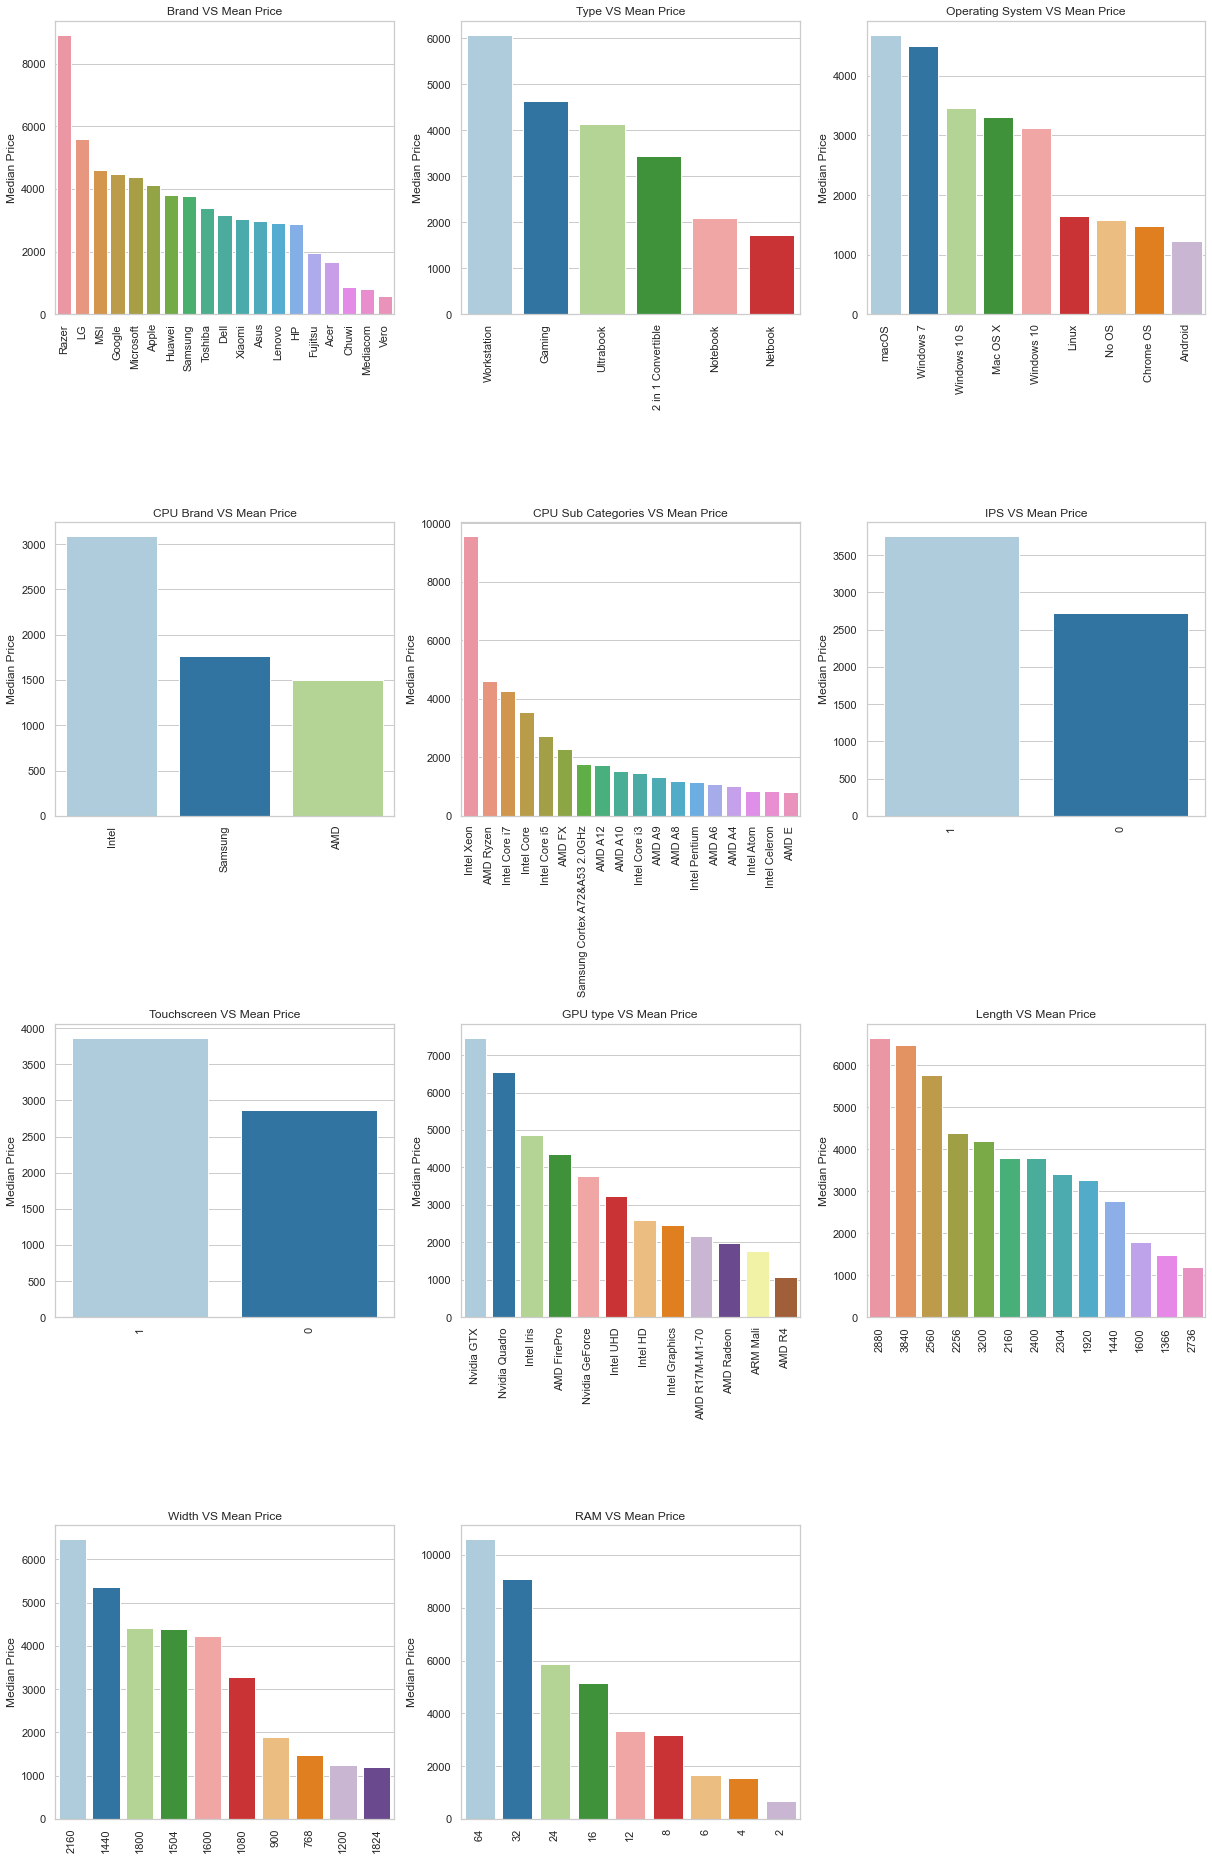 Brand VS Mean Price
Median Price
8000
6000
4000
2000
0
Razer
LG
MSI
Google
Microsoft
Apple
Huawei
Samsung
Toshiba
Dell
Xiaomi
Asus
Lenovo
HP
Fujitsu
Acer
Chuwi
Mediacom
Vero
Type VS Mean Price
Median Price
6000
5000
4000
3000
2000
1000
0
Workstation
Gaming
Ultrabook
2 in 1 Convertible
Notebook
Netbook
Operating System VS Mean Price
Median Price
4000
3000
2000
1000
0
macOS
Windows 7
Windows 10 S
Mac OS X
Windows 10
Linux
No OS
Chrome OS
Android
CPU Brand VS Mean Price
Median Price
3000
2500
2000
1500
1000
500
0
Intel
Samsung
AMD
CPU Sub Categories VS Mean Price
Median Price
10000
8000
6000
4000
2000
0
Intel Xeon
AMD Ryzen
Intel Core i7
Intel Core
Intel Core i5
AMD FX
Samsung Cortex A72&A53 2.0GHz
AMD A12
AMD A10
Intel Core i3
AMD A9
AMD A8
Intel Pentium
AMD A6
AMD A4
Intel Atom
Intel Celeron
AMD E
IPS VS Mean Price
Median Price
3500
3000
2500
2000
1500
1000
500
0
1
0
Touchscreen VS Mean Price
Median Price
4000
3500
3000
2500
2000
1500
1000
500
0
1
0
GPU type VS Mean Price
Median Price
7000
6000
5000
4000
3000
2000
1000
0
Nvidia GTX
Nvidia Quadro
Intel Iris
AMD FirePro
Nvidia GeForce
Intel UHD
Intel HD
Intel Graphics
AMD R17M-M1-70
AMD Radeon
ARM Mali
AMD R4
Length VS Mean Price
Median Price
6000
5000
4000
3000
2000
1000
0
2880
3840
2560
2256
3200
2160
2400
2304
1920
1440
1600
1366
2736
Width VS Mean Price
Median Price
6000
5000
4000
3000
2000
1000
0
2160
1440
1800
1504
1600
1080
900
768
1200
1824
RAM VS Mean Price
Median Price
10000
8000
6000
4000
2000
0
64
32
24
16
12
8
6
4
2